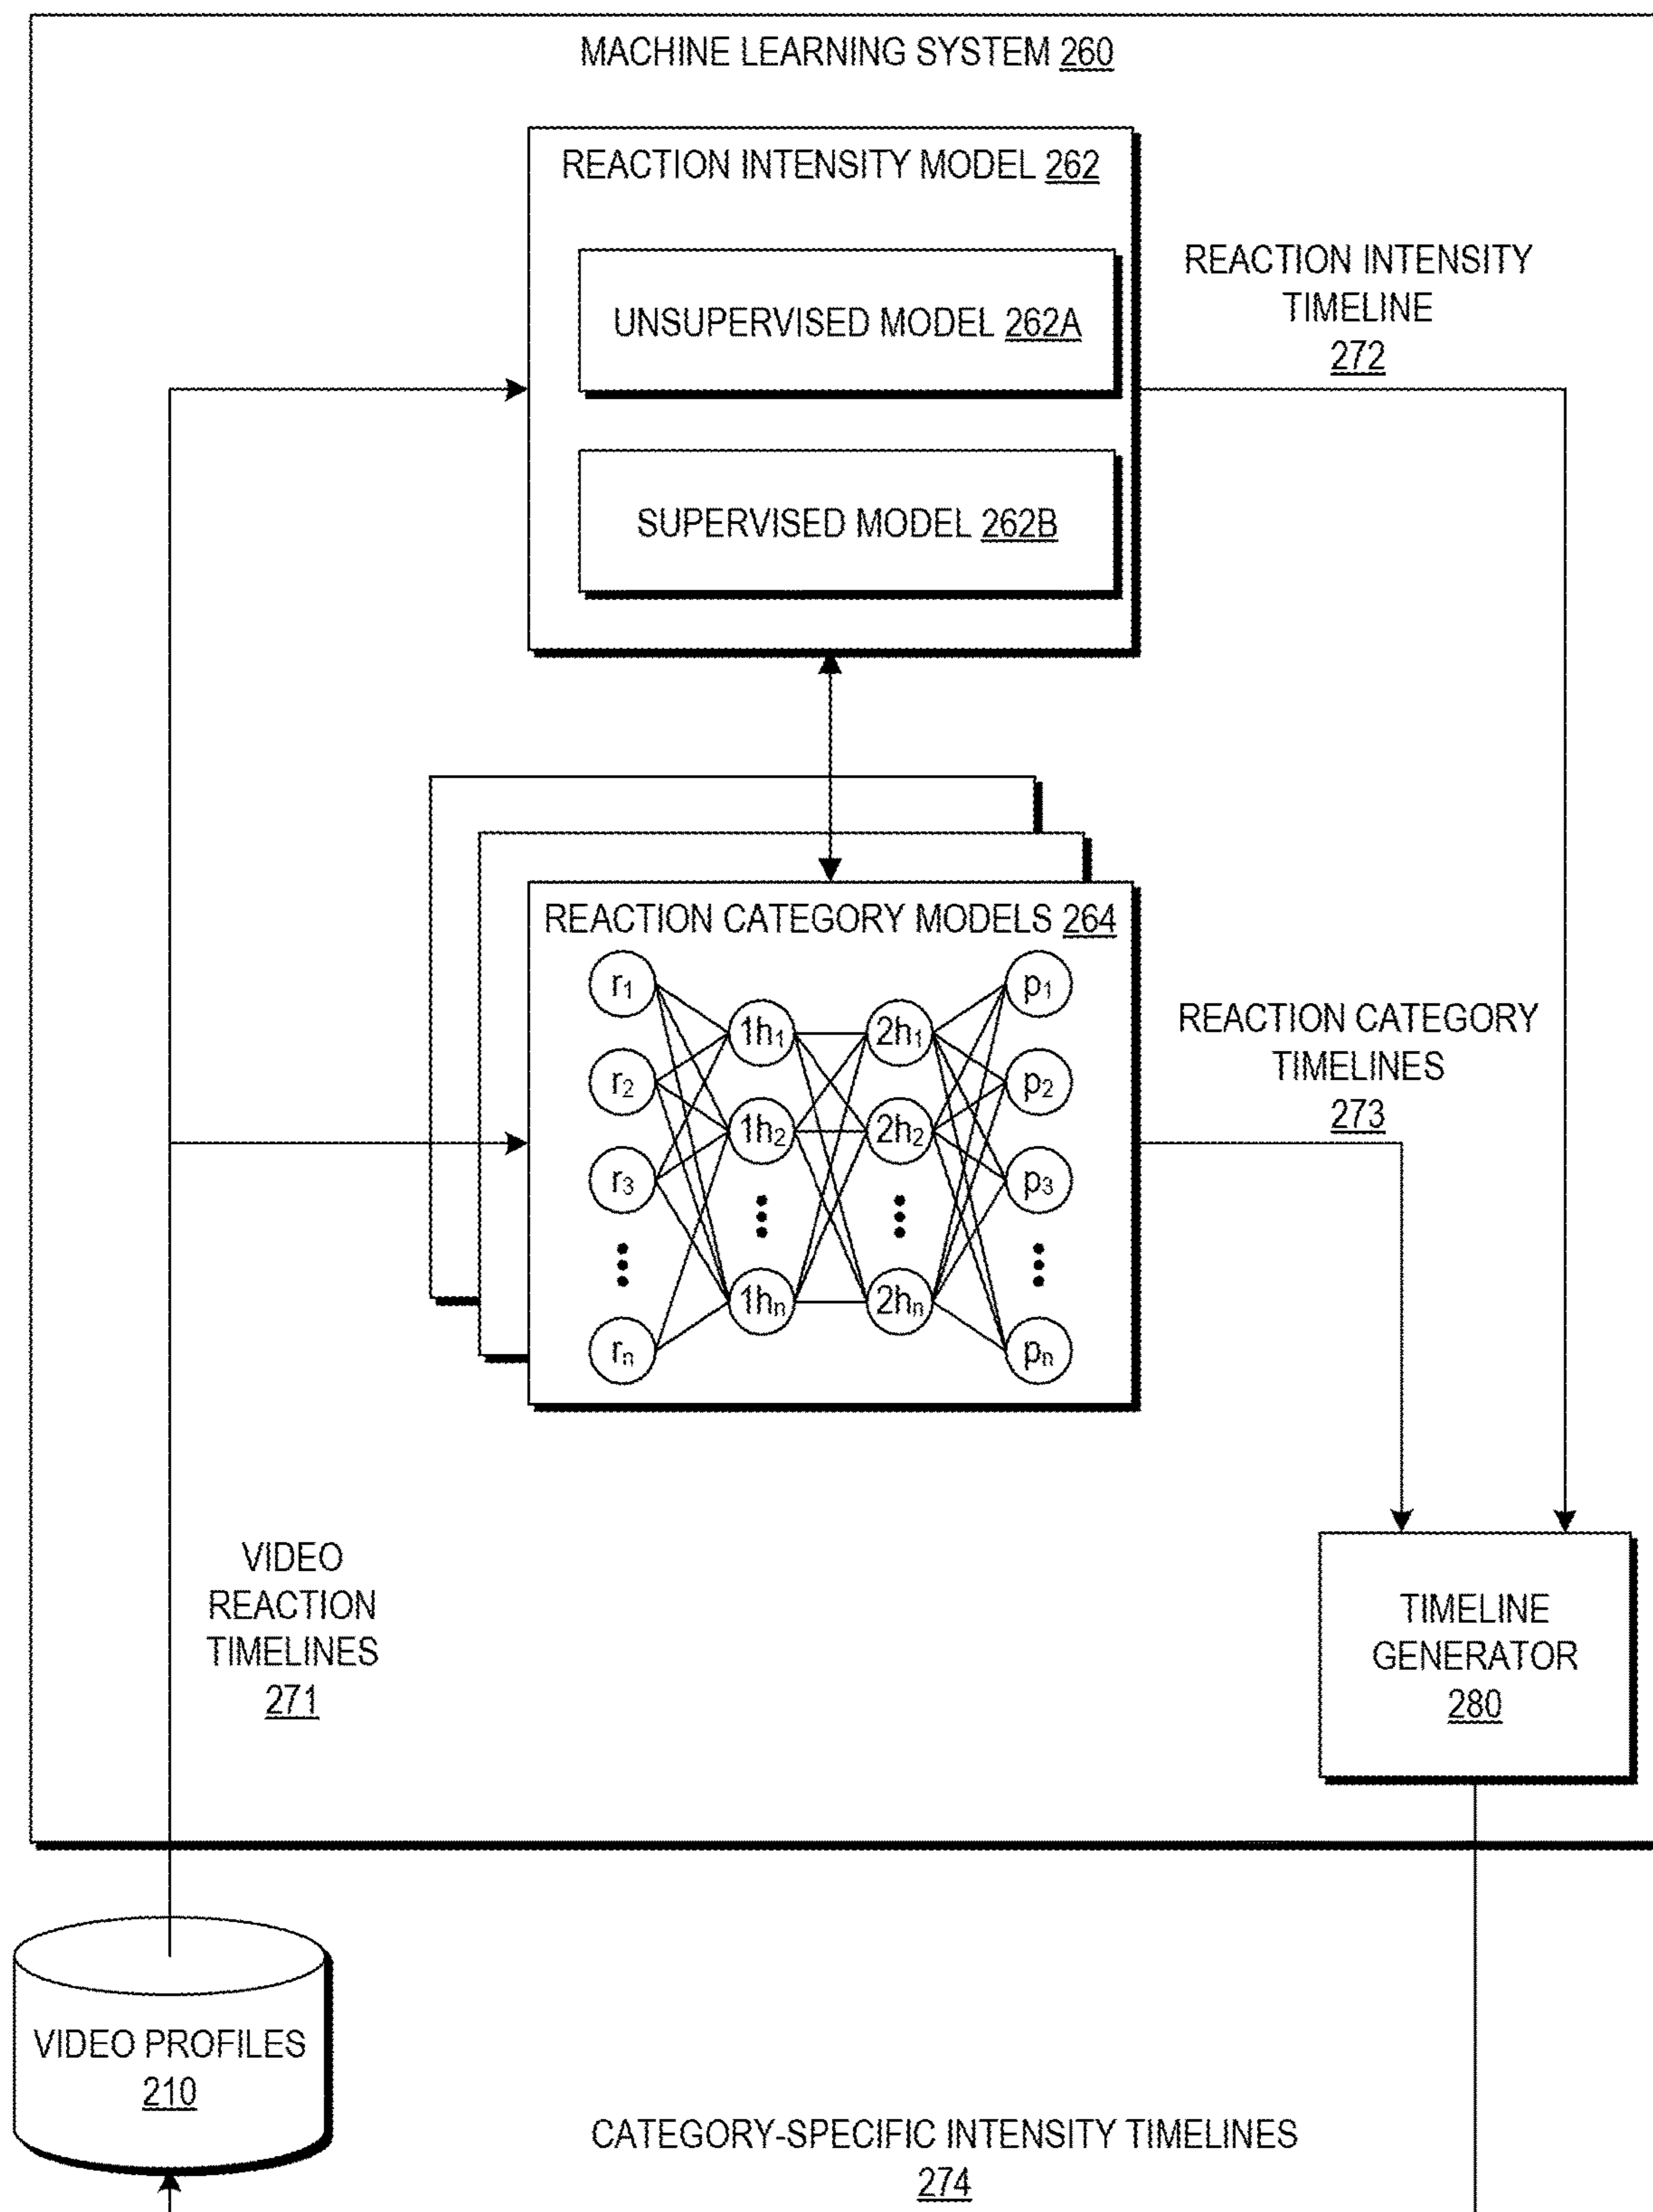 MACHINE LEARNING SYSTEM 260
REACTION INTENSITY MODEL 262
UNSUPERVISED MODEL 262A
SUPERVISED MODEL 262B
REACTION INTENSITY
TIMELINE
272
REACTION CATEGORY MODELS 264
r1
r2
r3
rn
1h1
1h2
1hn
2h1
2h2
2hn
p1
p2
p3
pn
REACTION CATEGORY
TIMELINES
273
VIDEO
REACTION
TIMELINES
271
TIMELINE
GENERATOR
280
VIDEO PROFILES
210
CATEGORY-SPECIFIC INTENSITY TIMELINES
274